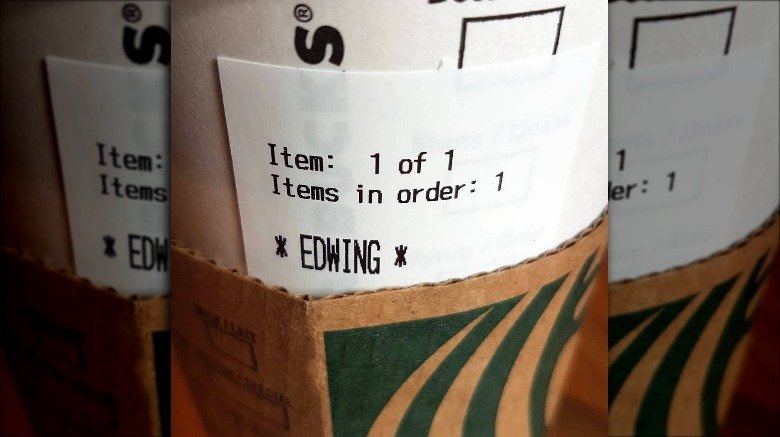 Item: 1 of 1
Items in order: 1
* EDWING *